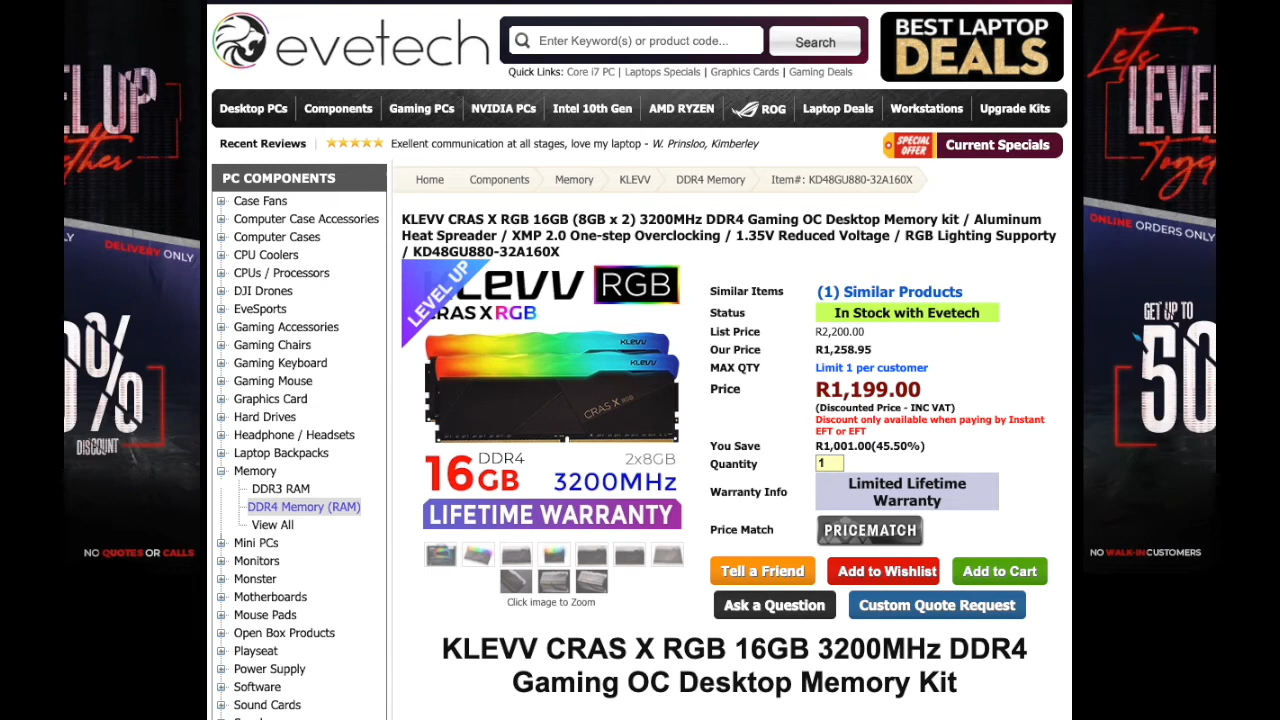 evetech
Enter Keyword(s) or product code...
Search
Quick Links: Core i7 PC | Laptops Specials | Graphics Cards | Gaming Deals
BEST LAPTOP
DEALS
Desktop PCs
Components
Gaming PCs
NVIDIA PCs
Intel 10th Gen
AMD RYZEN
ROG
Laptop Deals
Workstations
Upgrade Kits
Recent Reviews
Exellent communication at all stages, love my laptop - W. Prinsloo, Kimberley
SPECIAL
OFFER
Current Specials
PC COMPONENTS
Case Fans
Computer Case Accessories
Computer Cases
CPU Coolers
CPUs / Processors
DJI Drones
EveSports
Gaming Accessories
Gaming Chairs
Gaming Keyboard
Gaming Mouse
Graphics Card
Hard Drives
Headphone / Headsets
Laptop Backpacks
Memory
DDR3 RAM
DDR4 Memory (RAM)
View All
Mini PCs
Monitors
Monster
Motherboards
Mouse Pads
Open Box Products
Playseat
Power Supply
Software
Sound Cards
Home
Components
Memory
KLEVV
DDR4 Memory
Item#: KD48GU880-32A160X
KLEVV CRAS X RGB 16GB (8GB x 2) 3200MHz DDR4 Gaming OC Desktop Memory kit / Aluminum
Heat Spreader / XMP 2.0 One-step Overclocking / 1.35V Reduced Voltage / RGB Lighting Supporty
/ KD48GU880-32A160X
LEVEL UP
KLEVV
RGB
CRAS X RGB
KLEVV
KLEVV
CRAS X RGB
16GB
DDR4
2x8GB
3200MHz
LIFETIME WARRANTY
Click image to Zoom
Similar Items (1) Similar Products
Status In Stock with Evetech
List Price R2,200.00
Our Price R1,258.95
MAX QTY Limit 1 per customer
Price R1,199.00
(Discounted Price - INC VAT)
Discount only available when paying by Instant
EFT or EFT
You Save R1,001.00(45.50%)
Quantity 1
Warranty Info Limited Lifetime
Warranty
Price Match PRICEMATCH
Tell a Friend
Add to Wishlist
Add to Cart
Ask a Question
Custom Quote Request
KLEVV CRAS X RGB 16GB 3200MHz DDR4
Gaming OC Desktop Memory Kit
EL UP
ther
LY
DELIVERY ONLY
0%
DISCOUNT
NO QUOTES OR CALLS
Lets
LEVEL
Toge
ONLINE ORDERS ONLY
GET UP TO
50
NO WALK-IN CUSTOMERS